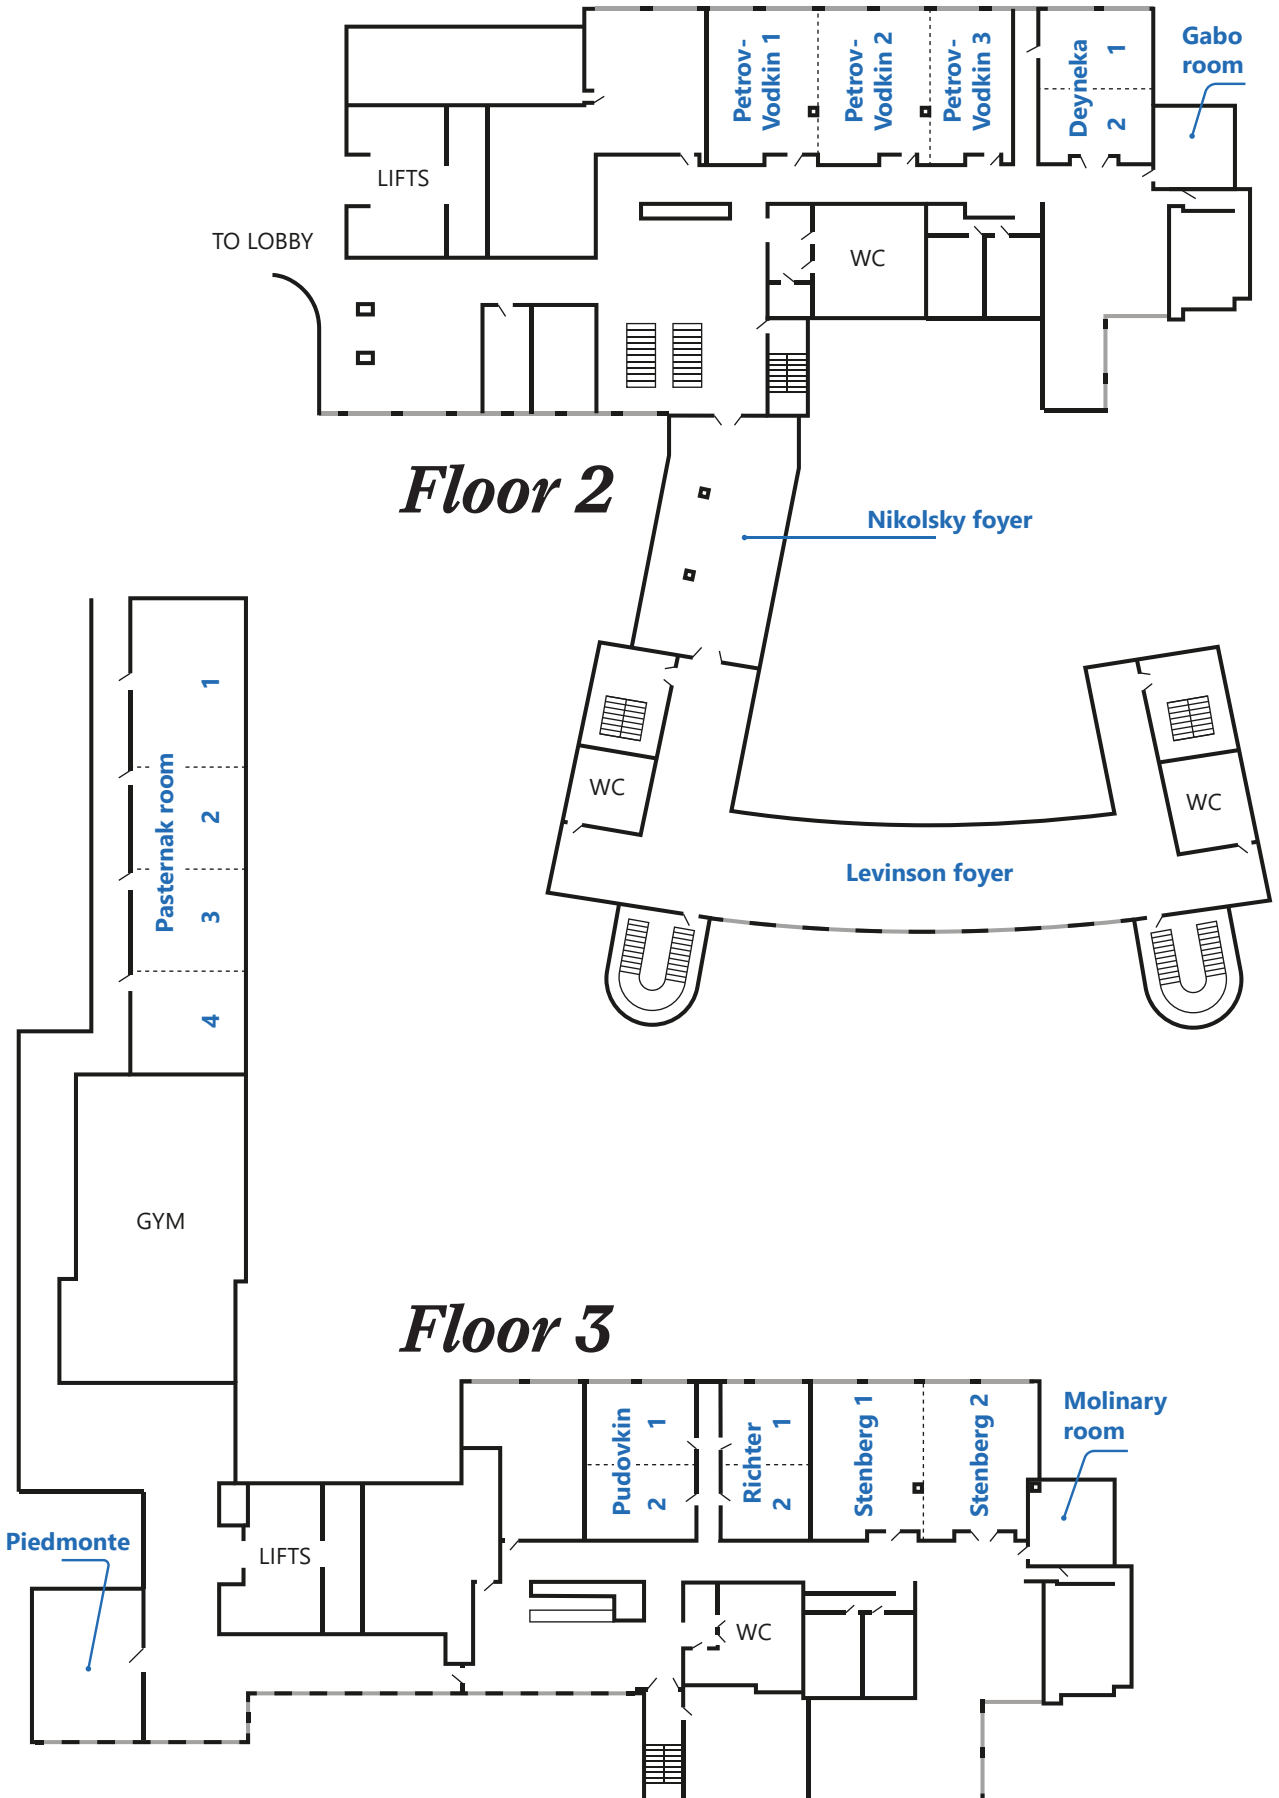 Petrov-
Vodkin 1
Petrov-
Vodkin 2
Petrov-
Vodkin 3
Deyneka
1
2
Gabo
room
LIFTS
TO LOBBY
WC
Floor 2
Nikolsky foyer
WC
WC
Levinson foyer
Pasternak room
1
2
3
4
GYM
Floor 3
Pudovkin
1
2
Richter
1
2
Stenberg 1
Stenberg 2
Molinary
room
Piedmonte
LIFTS
WC